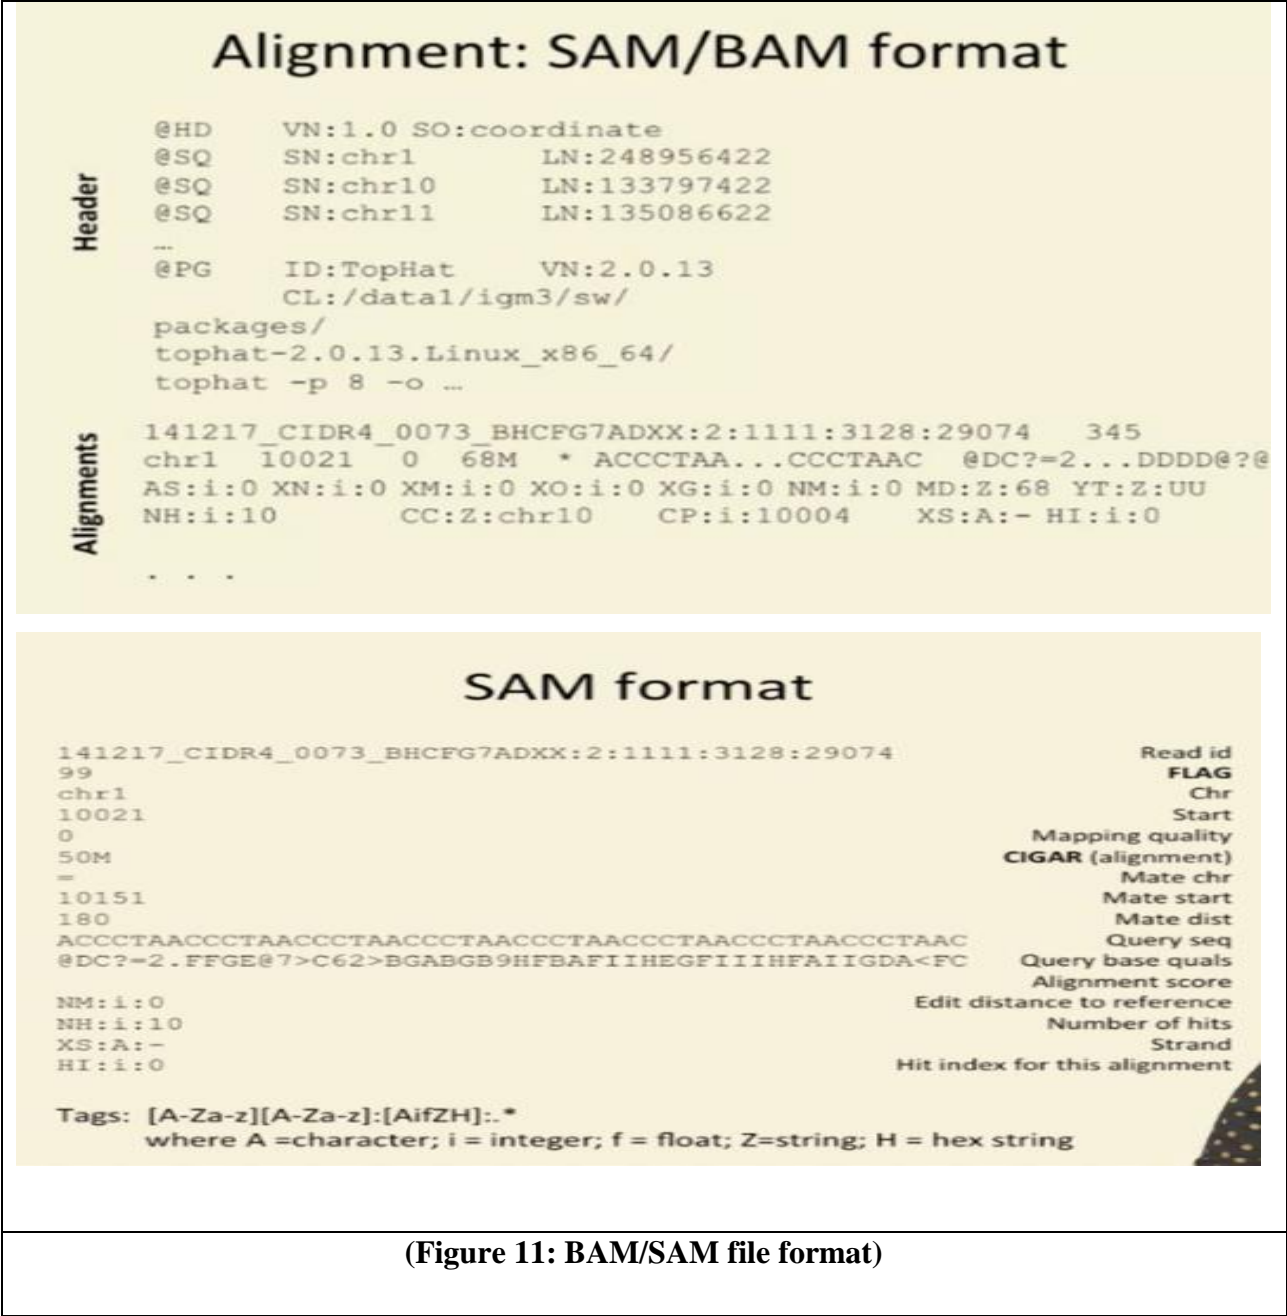 Alignment: SAM/BAM format
Header
@HD VN:1.0 SO:coordinate
@SQ SN:chr1 LN:248956422
@SQ SN:chr10 LN:133797422
@SQ SN:chr11 LN:135086622
…
@PG ID:TopHat VN:2.0.13
CL:/data1/igm3/sw/
packages/
tophat-2.0.13.Linux_x86_64/
tophat -p 8 -o …
Alignments
141217_CIDR4_0073_BHCFG7ADXX:2:1111:3128:29074 345
chr1 10021 0 68M * ACCCTAA...CCCTAAC @DC?=2...DDDD@?@
AS:i:0 XN:i:0 XM:i:0 XO:i:0 XG:i:0 NM:i:0 MD:Z:68 YT:Z:UU
NH:i:10 CC:Z:chr10 CP:i:10004 XS:A:- HI:i:0
. . .
SAM format
141217_CIDR4_0073_BHCFG7ADXX:2:1111:3128:29074 Read id
99 FLAG
chr1 Chr
10021 Start
0 Mapping quality
50M CIGAR (alignment)
= Mate chr
10151 Mate start
180 Mate dist
ACCCTAACCCTAACCCTAACCCTAACCCTAACCCTAACCCTAACCCTAAC Query seq
@DC?=2.FFGE@7>C62>BGABGB9HFBAFIIHEGFIIIHFAIIGDA<FC Query base quals
Alignment score
NM:i:0 Edit distance to reference
NH:i:10 Number of hits
XS:A:- Strand
HI:i:0 Hit index for this alignment
Tags: [A-Za-z][A-Za-z]:[AifZH]:.*
where A =character; i = integer; f = float; Z=string; H = hex string
(Figure 11: BAM/SAM file format)